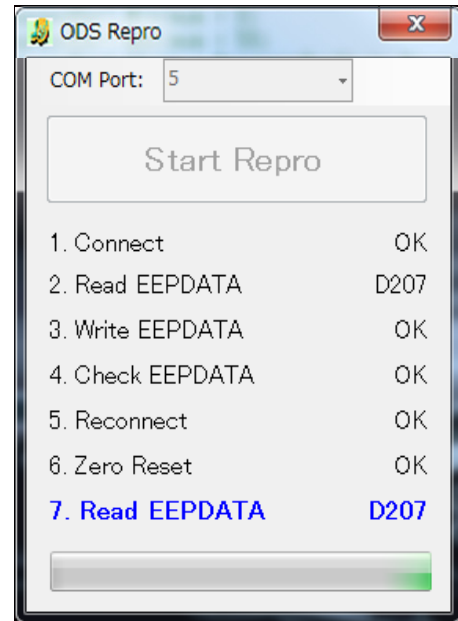 ODS Repro
COM Port: 5
Start Repro
1. Connect OK
2. Read EEPDATA D207
3. Write EEPDATA OK
4. Check EEPDATA OK
5. Reconnect OK
6. Zero Reset OK
7. Read EEPDATA D207